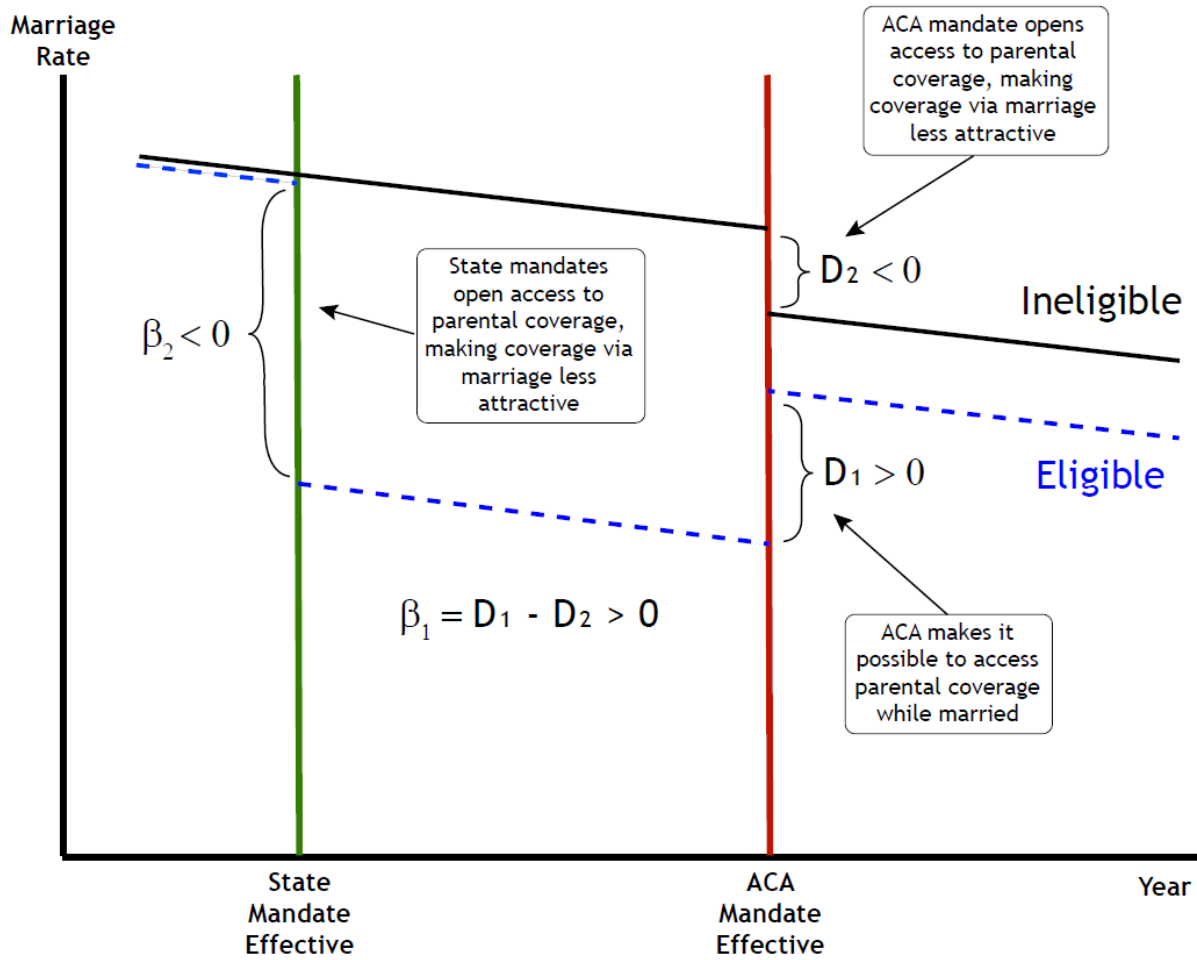 Marriage
Rate
ACA mandate opens
access to parental
coverage, making
coverage via marriage
less attractive
State mandates
open access to
parental coverage,
making coverage via
marriage less
attractive
β₂ < 0
D₂ < 0
Ineligible
D₁ > 0
Eligible
β₁ = D₁ - D₂ > 0
ACA makes it
possible to access
parental coverage
while married
State
Mandate
Effective
ACA
Mandate
Effective
Year